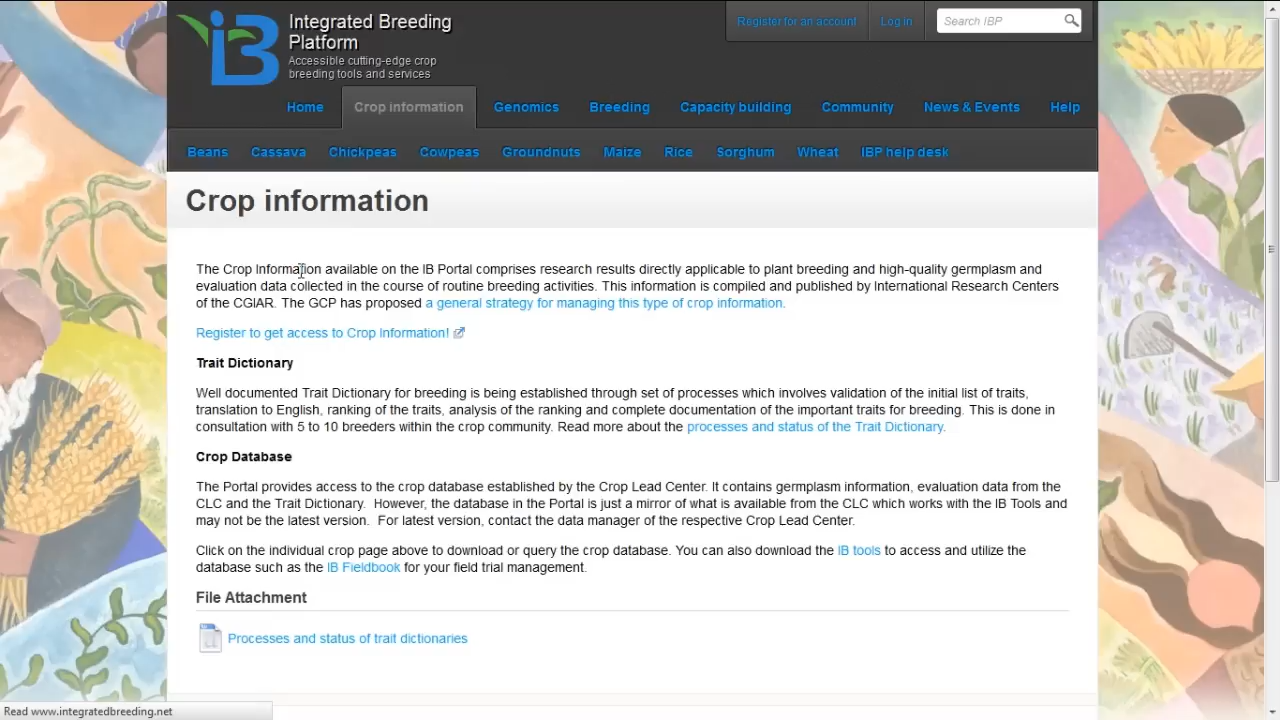 Integrated Breeding
Platform
Accessible cutting-edge crop
breeding tools and services
Register for an account
Log in
Search IBP
Home
Crop information
Genomics
Breeding
Capacity building
Community
News & Events
Help
Beans
Cassava
Chickpeas
Cowpeas
Groundnuts
Maize
Rice
Sorghum
Wheat
IBP help desk
Crop information
The Crop Information available on the IB Portal comprises research results directly applicable to plant breeding and high-quality germplasm and
evaluation data collected in the course of routine breeding activities. This information is compiled and published by International Research Centers
of the CGIAR. The GCP has proposed a general strategy for managing this type of crop information.
Register to get access to Crop Information!
Trait Dictionary
Well documented Trait Dictionary for breeding is being established through set of processes which involves validation of the initial list of traits,
translation to English, ranking of the traits, analysis of the ranking and complete documentation of the important traits for breeding. This is done in
consultation with 5 to 10 breeders within the crop community. Read more about the processes and status of the Trait Dictionary.
Crop Database
The Portal provides access to the crop database established by the Crop Lead Center. It contains germplasm information, evaluation data from the
CLC and the Trait Dictionary. However, the database in the Portal is just a mirror of what is available from the CLC which works with the IB Tools and
may not be the latest version. For latest version, contact the data manager of the respective Crop Lead Center.
Click on the individual crop page above to download or query the crop database. You can also download the IB tools to access and utilize the
database such as the IB Fieldbook for your field trial management.
File Attachment
Processes and status of trait dictionaries
Read www.integratedbreeding.net